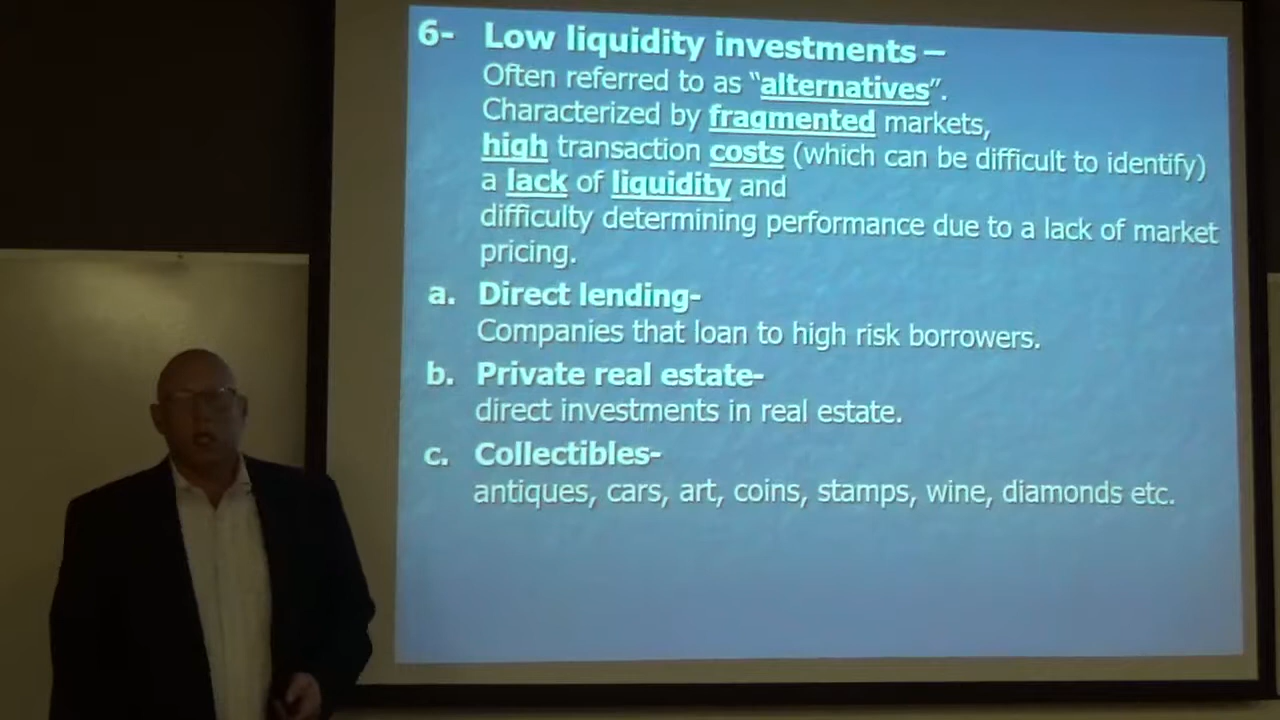 6- Low liquidity investments –
Often referred to as “alternatives”.
Characterized by fragmented markets,
high transaction costs (which can be difficult to identify)
a lack of liquidity and
difficulty determining performance due to a lack of market
pricing.
a. Direct lending-
Companies that loan to high risk borrowers.
b. Private real estate-
direct investments in real estate.
c. Collectibles-
antiques, cars, art, coins, stamps, wine, diamonds etc.